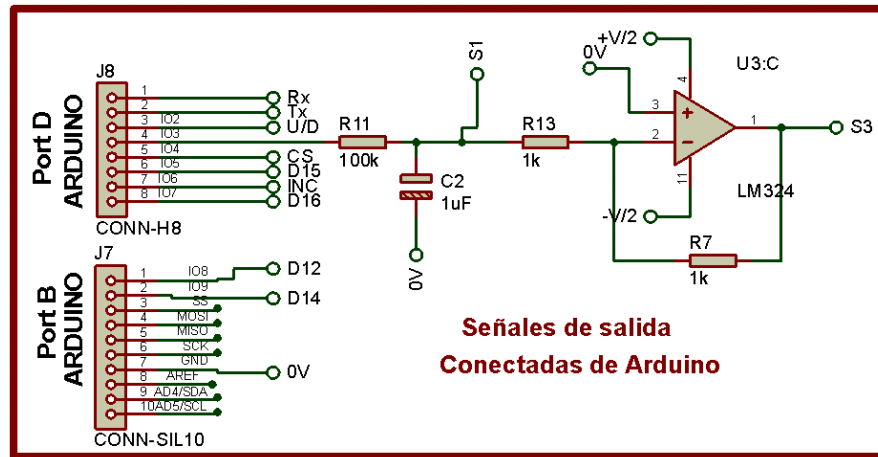 J8
Port D
ARDUINO
1 Rx
2 Tx
3 IO2 U/D
4 IO3
5 IO4 CS
6 IO5 D15
7 IO6 INC
8 IO7 D16
CONN-H8
R11
100k
S1
C2
1uF
0V
R13
1k
+V/2
0V
U3:C
4
3
2
1
11
S3
LM324
-V/2
R7
1k
J7
Port B
ARDUINO
1 IO8 D12
2 IO9 D14
3 SS
4 MOSI
5 MISO
6 SCK
7 GND 0V
8 AREF
9 AD4/SDA
10 AD5/SCL
CONN-SIL10
Señales de salida
Conectadas de Arduino